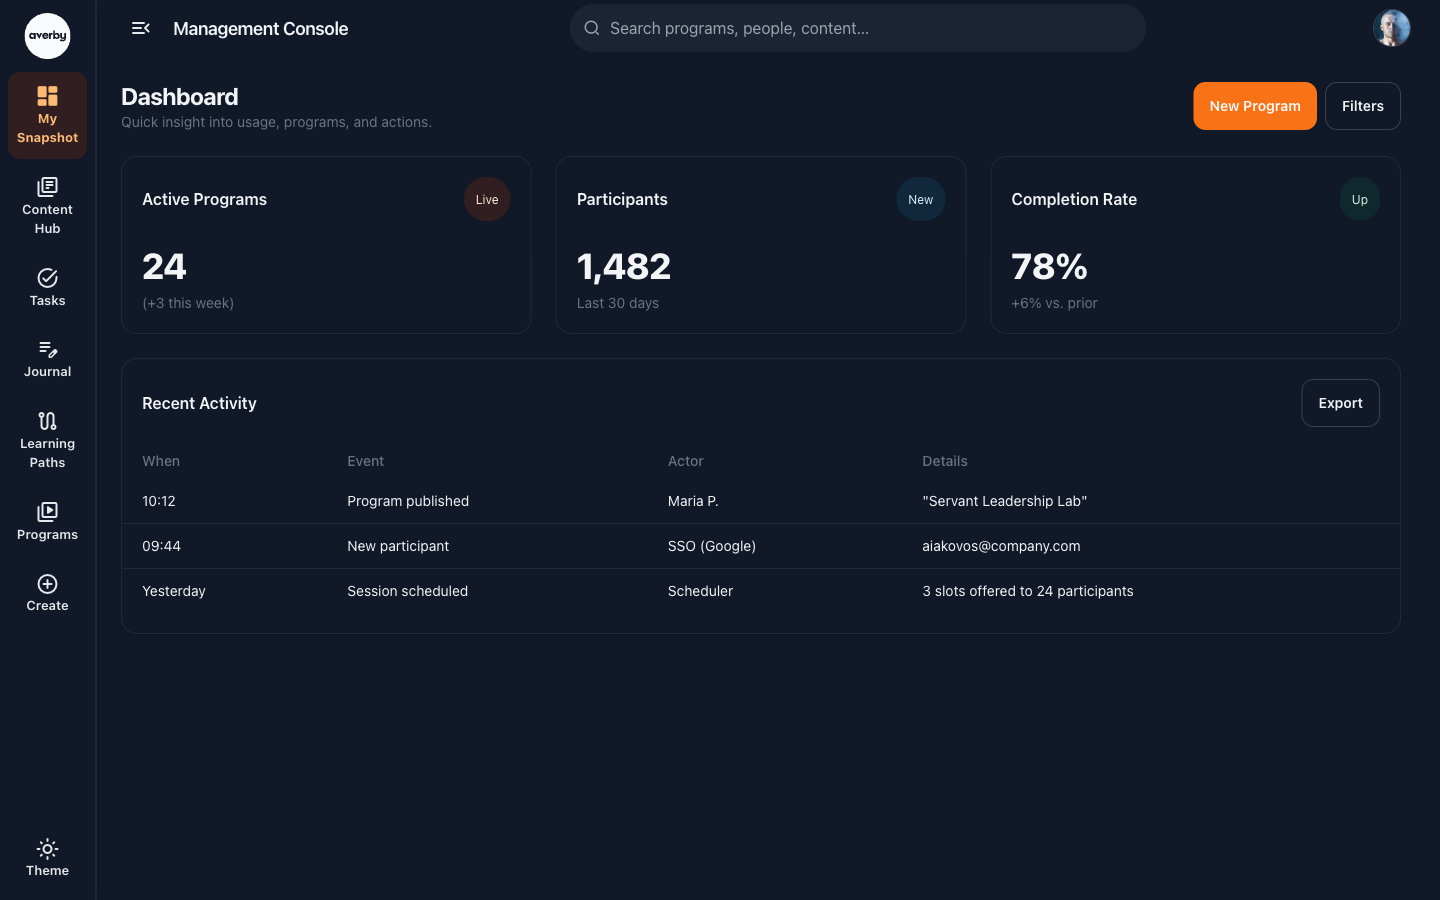 averby
Management Console
Search programs, people, content...
My
Snapshot
Content
Hub
Tasks
Journal
Learning
Paths
Programs
Create
Theme
Dashboard
Quick insight into usage, programs, and actions.
New Program
Filters
Active Programs
Live
24
(+3 this week)
Participants
New
1,482
Last 30 days
Completion Rate
Up
78%
+6% vs. prior
Recent Activity
Export
When Event Actor Details
10:12 Program published Maria P. "Servant Leadership Lab"
09:44 New participant SSO (Google) aiakovos@company.com
Yesterday Session scheduled Scheduler 3 slots offered to 24 participants